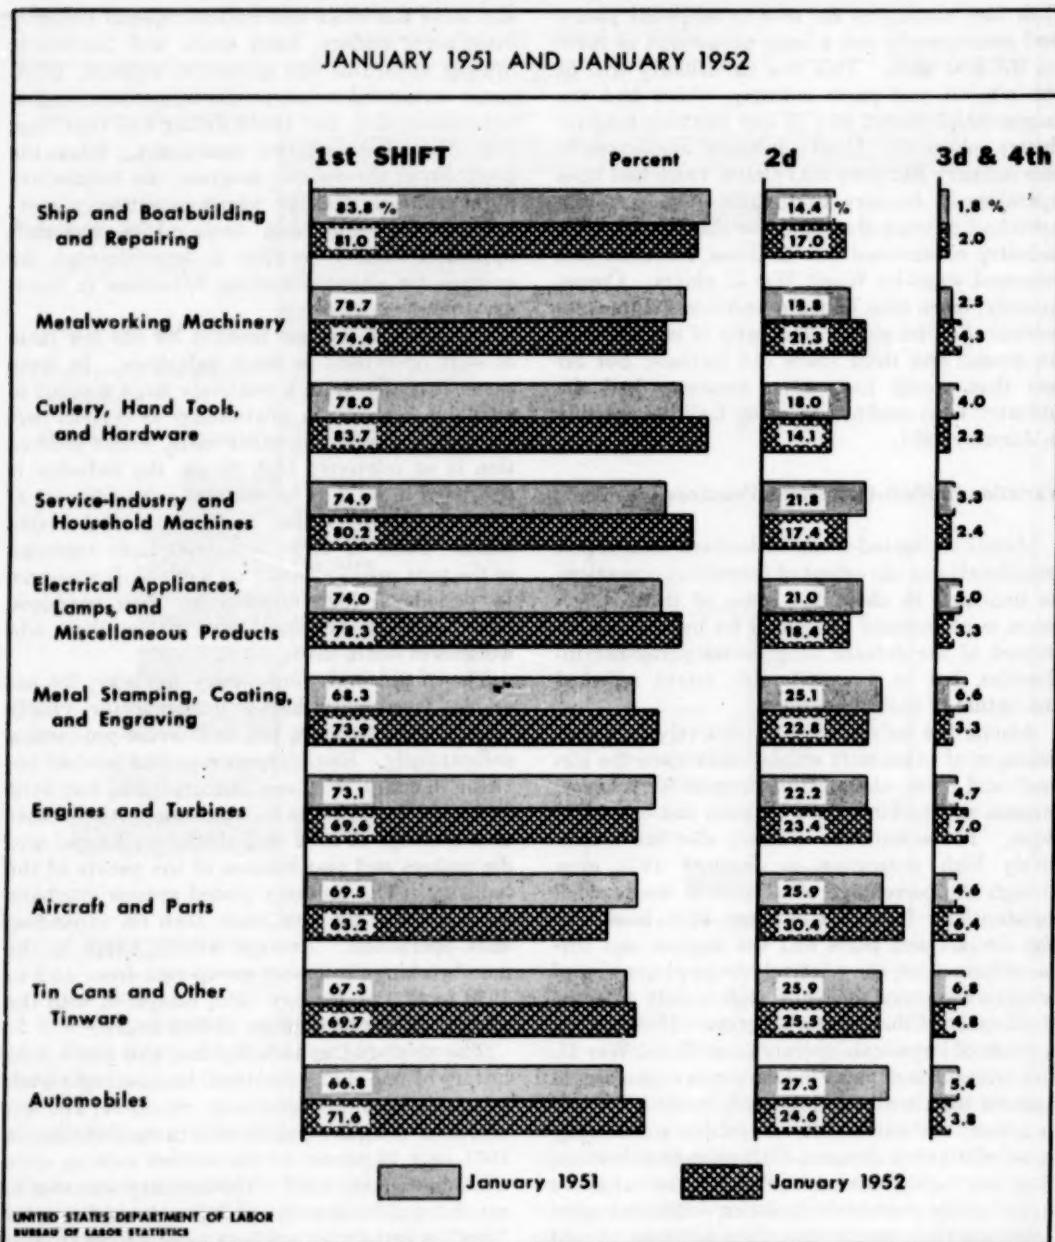 JANUARY 1951 AND JANUARY 1952
1st SHIFT Percent 2d 3d & 4th
Ship and Boatbuilding
and Repairing
83.8 % 14.4 % 1.8 %
81.0 17.0 2.0
Metalworking Machinery
78.7 18.8 2.5
74.4 21.3 4.3
Cutlery, Hand Tools,
and Hardware
78.0 18.0 4.0
83.7 14.1 2.2
Service-Industry and
Household Machines
74.9 21.8 3.3
80.2 17.4 2.4
Electrical Appliances,
Lamps, and
Miscellaneous Products
74.0 21.0 5.0
78.3 18.4 3.3
Metal Stamping, Coating,
and Engraving
68.3 25.1 6.6
73.9 22.8 3.3
Engines and Turbines
73.1 22.2 4.7
69.6 23.4 7.0
Aircraft and Parts
69.5 25.9 4.6
63.2 30.4 6.4
Tin Cans and Other
Tinware
67.3 25.9 6.8
69.7 25.5 4.8
Automobiles
66.8 27.3 5.4
71.6 24.6 3.8
January 1951 January 1952
UNITED STATES DEPARTMENT OF LABOR
BUREAU OF LABOR STATISTICS